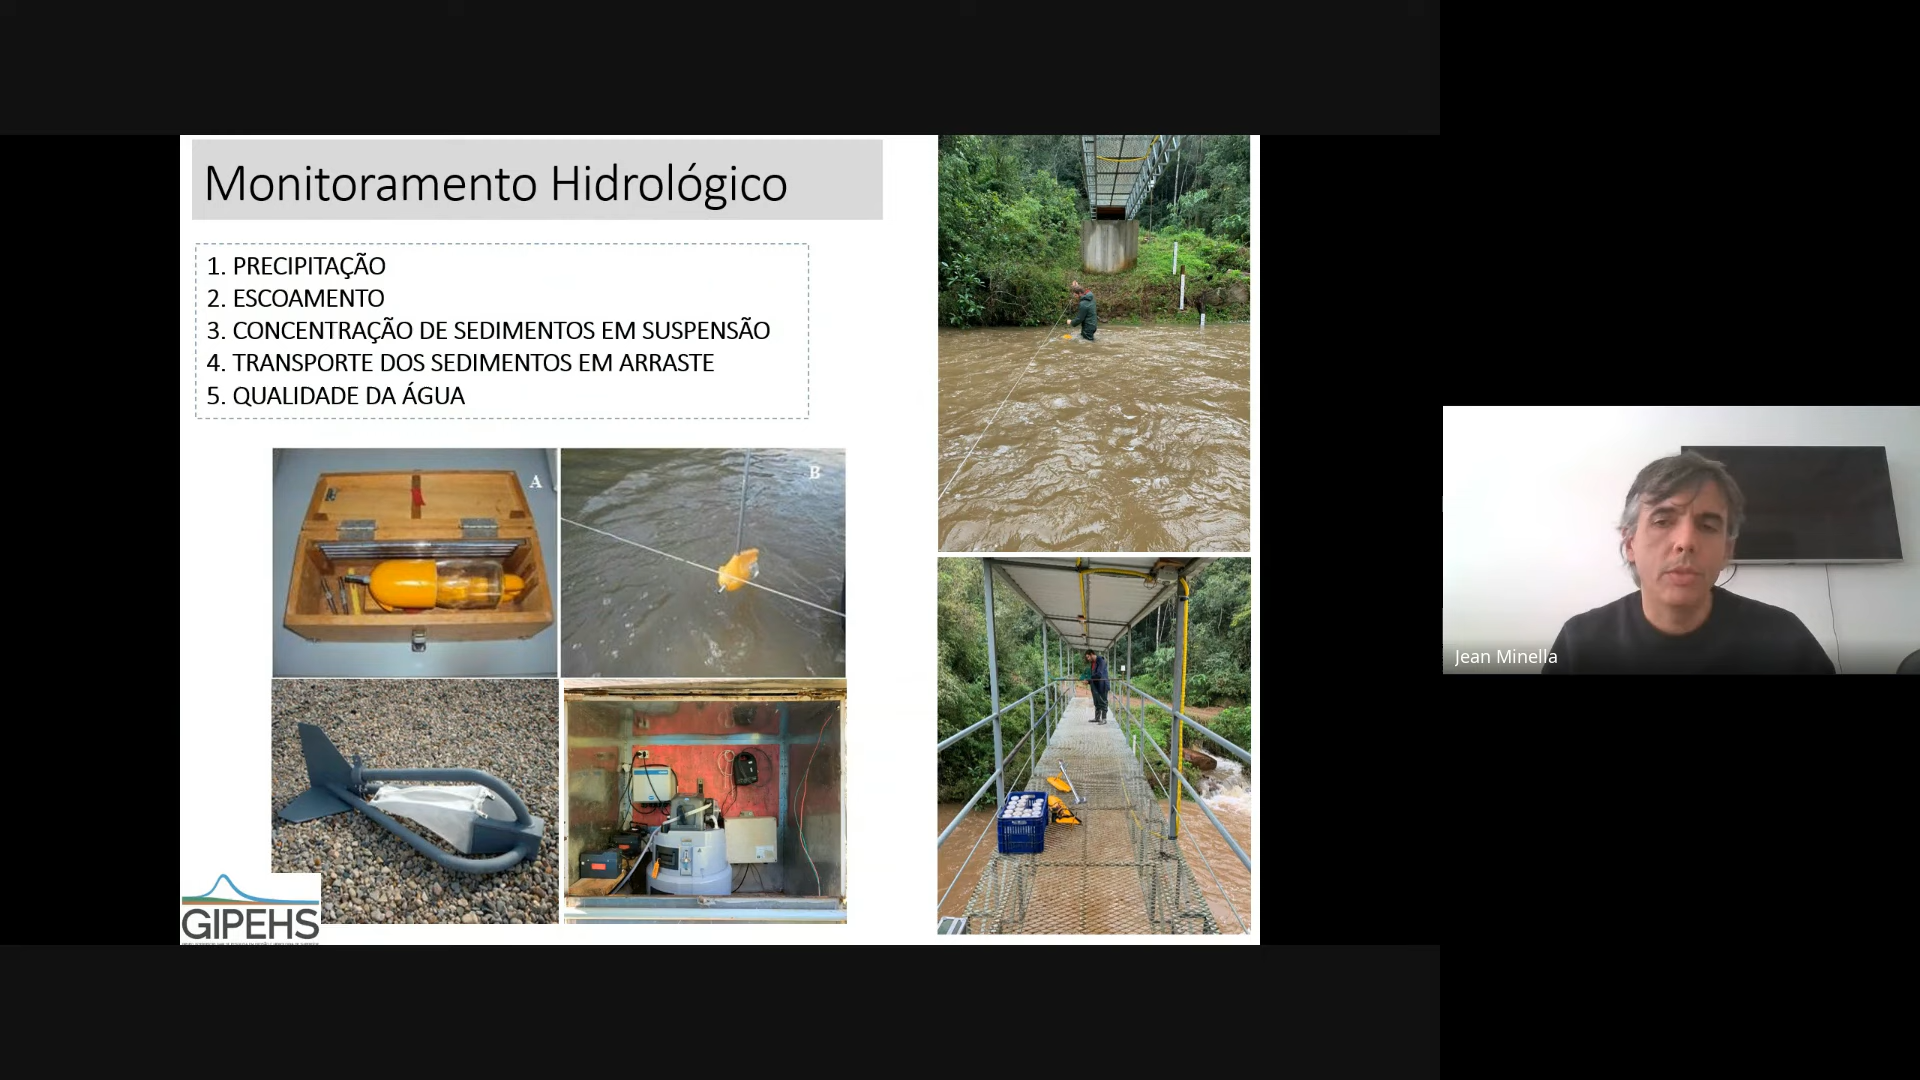 Monitoramento Hidrológico
1. PRECIPITAÇÃO
2. ESCOAMENTO
3. CONCENTRAÇÃO DE SEDIMENTOS EM SUSPENSÃO
4. TRANSPORTE DOS SEDIMENTOS EM ARRASTE
5. QUALIDADE DA ÁGUA
A
B
GIPEHS
Jean Minella